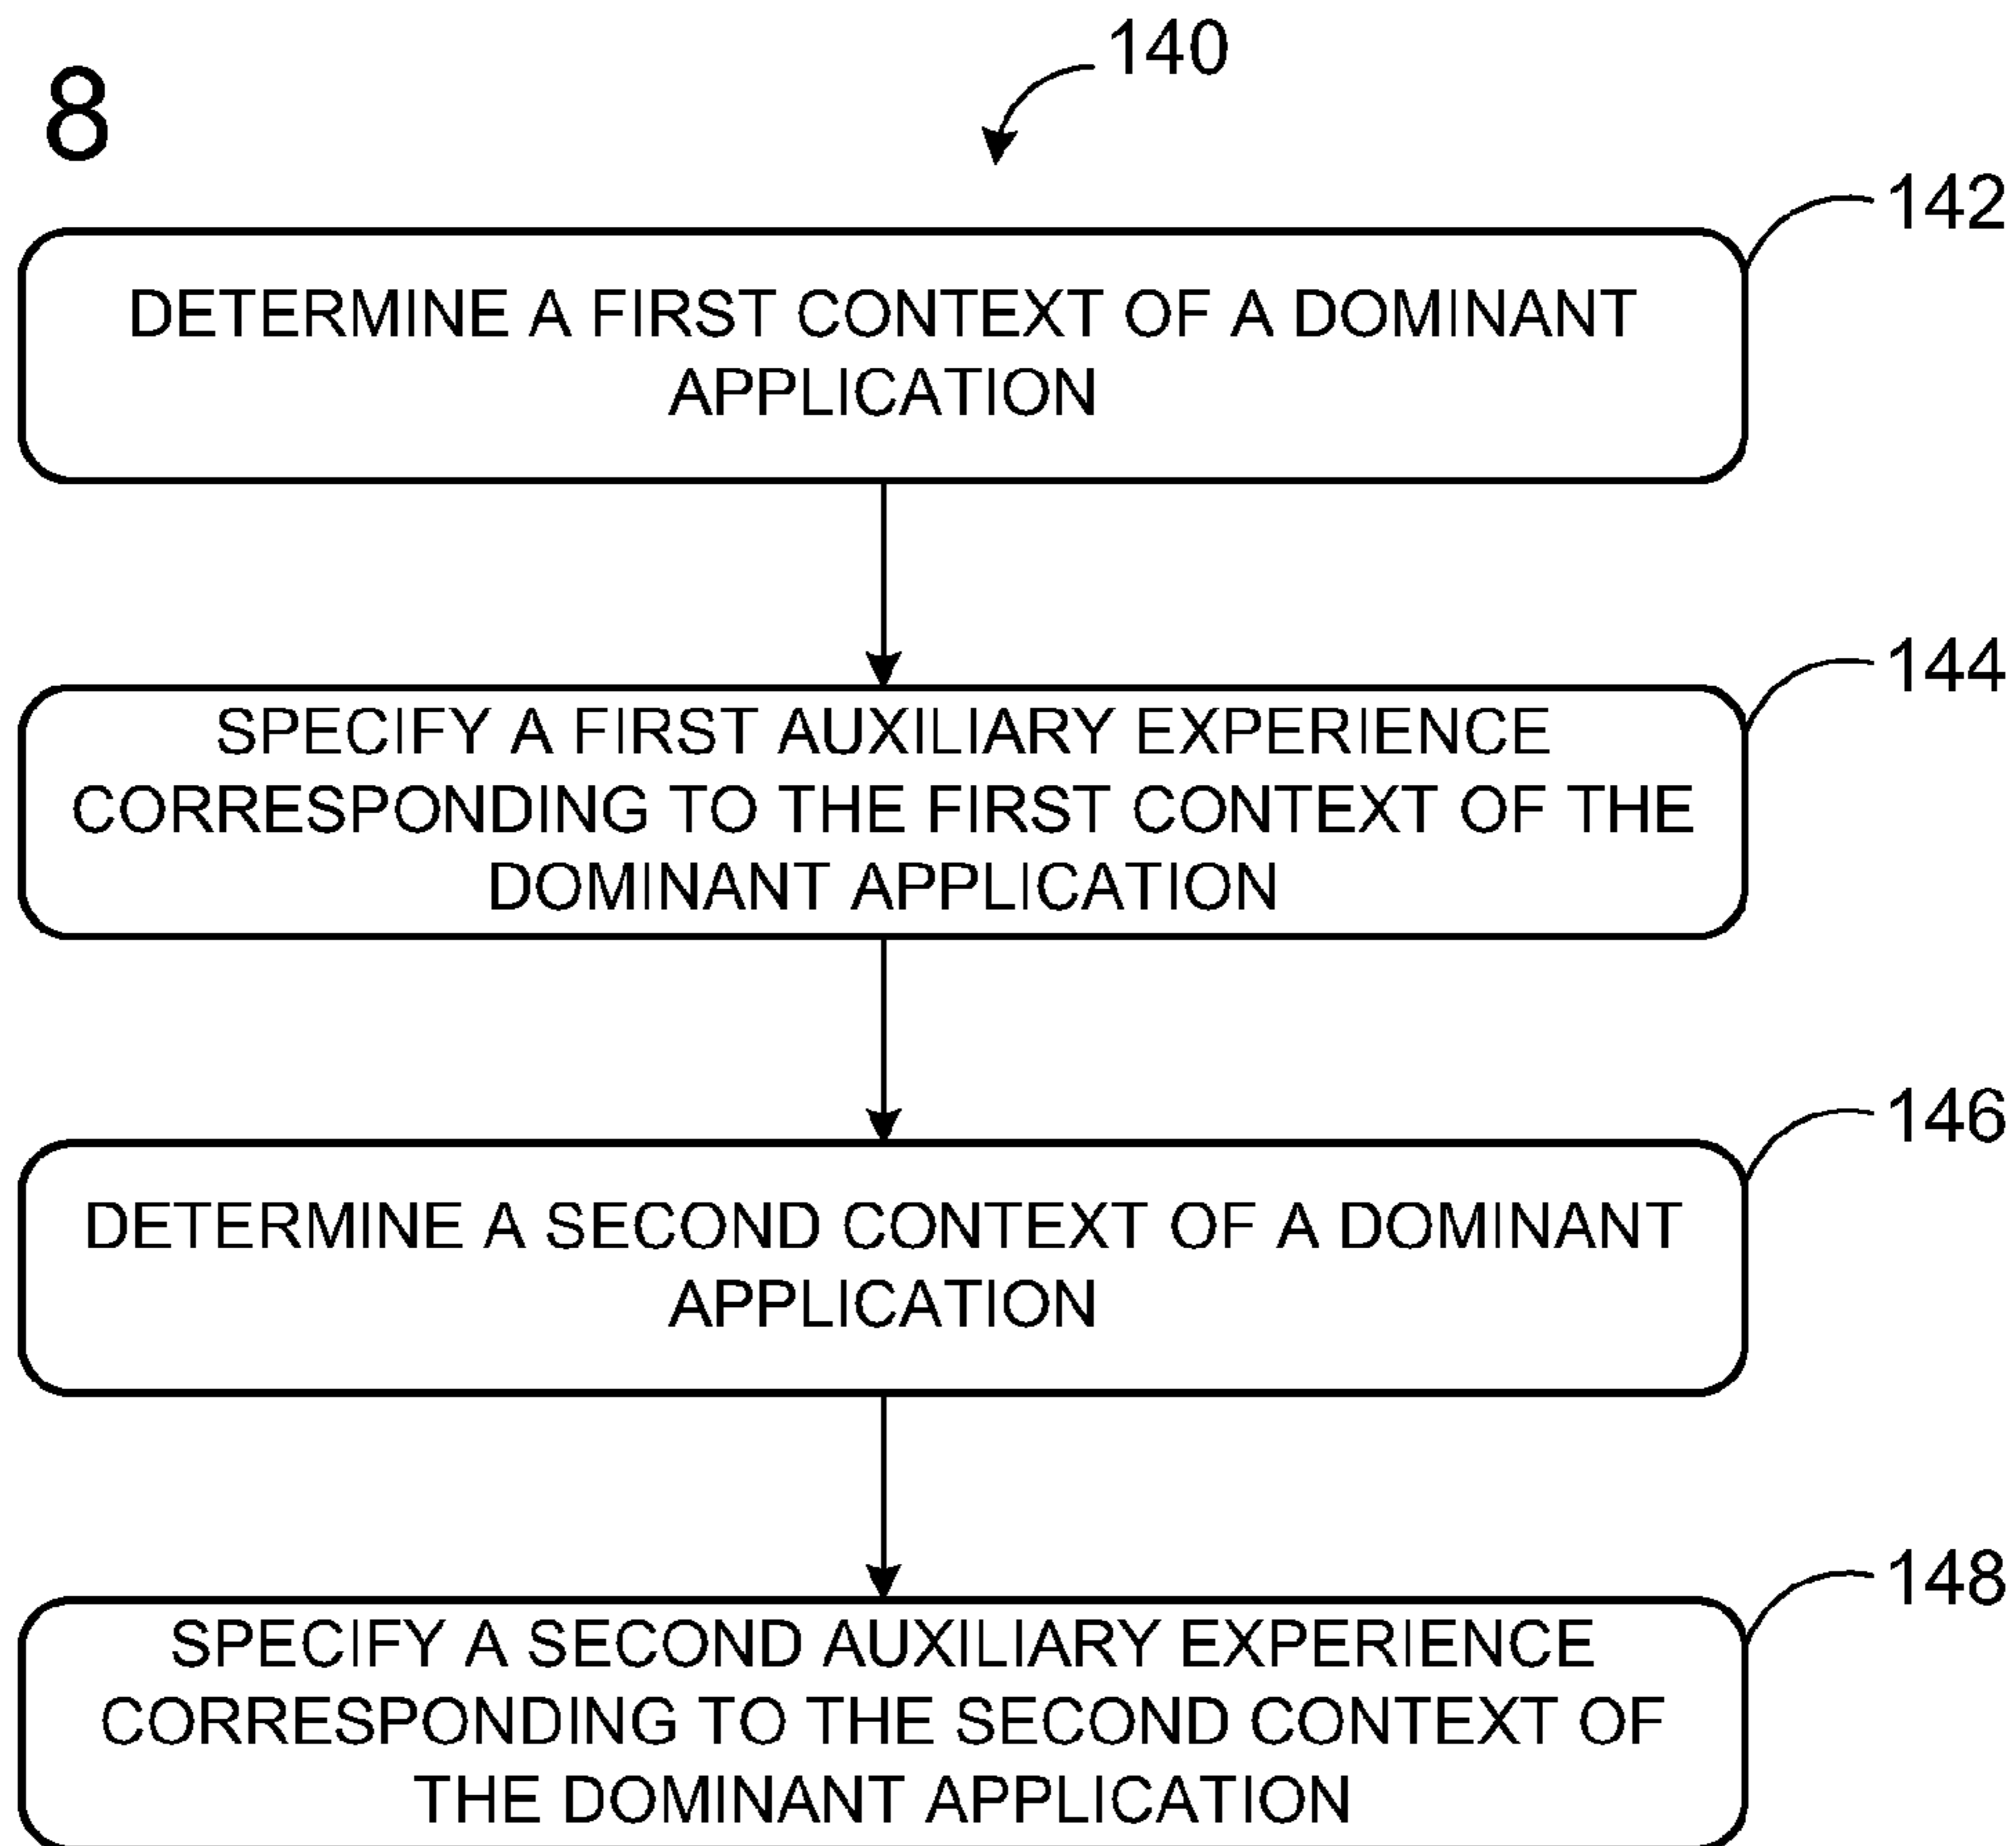 140
8
142
DETERMINE A FIRST CONTEXT OF A DOMINANT
APPLICATION
144
SPECIFY A FIRST AUXILIARY EXPERIENCE
CORRESPONDING TO THE FIRST CONTEXT OF THE
DOMINANT APPLICATION
146
DETERMINE A SECOND CONTEXT OF A DOMINANT
APPLICATION
148
SPECIFY A SECOND AUXILIARY EXPERIENCE
CORRESPONDING TO THE SECOND CONTEXT OF
THE DOMINANT APPLICATION